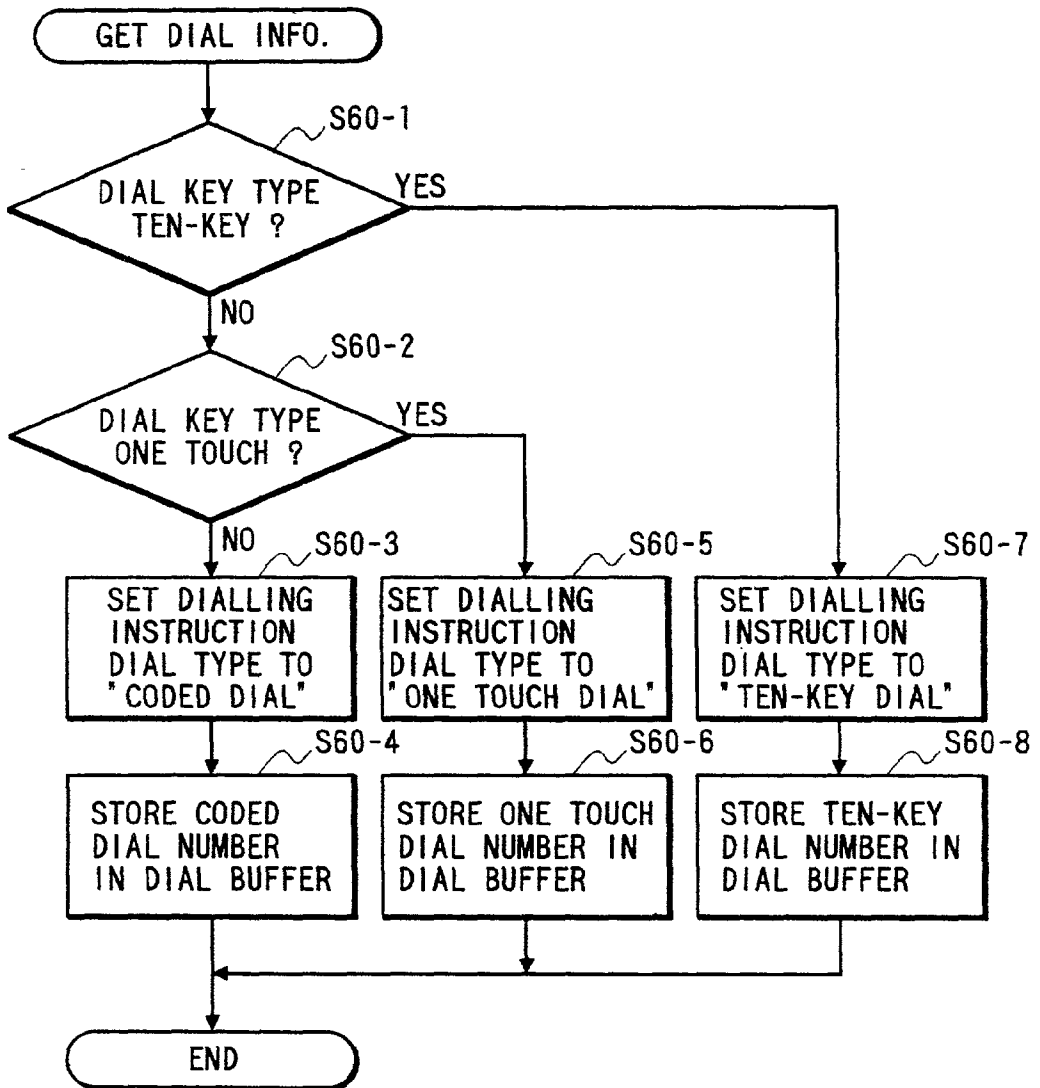 GET DIAL INFO.
S60-1
DIAL KEY TYPE
TEN-KEY ?
YES
NO
S60-2
DIAL KEY TYPE
ONE TOUCH ?
YES
NO
S60-3
SET DIALLING
INSTRUCTION
DIAL TYPE TO
"CODED DIAL"
S60-5
SET DIALLING
INSTRUCTION
DIAL TYPE TO
"ONE TOUCH DIAL"
S60-7
SET DIALLING
INSTRUCTION
DIAL TYPE TO
"TEN-KEY DIAL"
S60-4
STORE CODED
DIAL NUMBER
IN DIAL BUFFER
S60-6
STORE ONE TOUCH
DIAL NUMBER IN
DIAL BUFFER
S60-8
STORE TEN-KEY
DIAL NUMBER IN
DIAL BUFFER
END